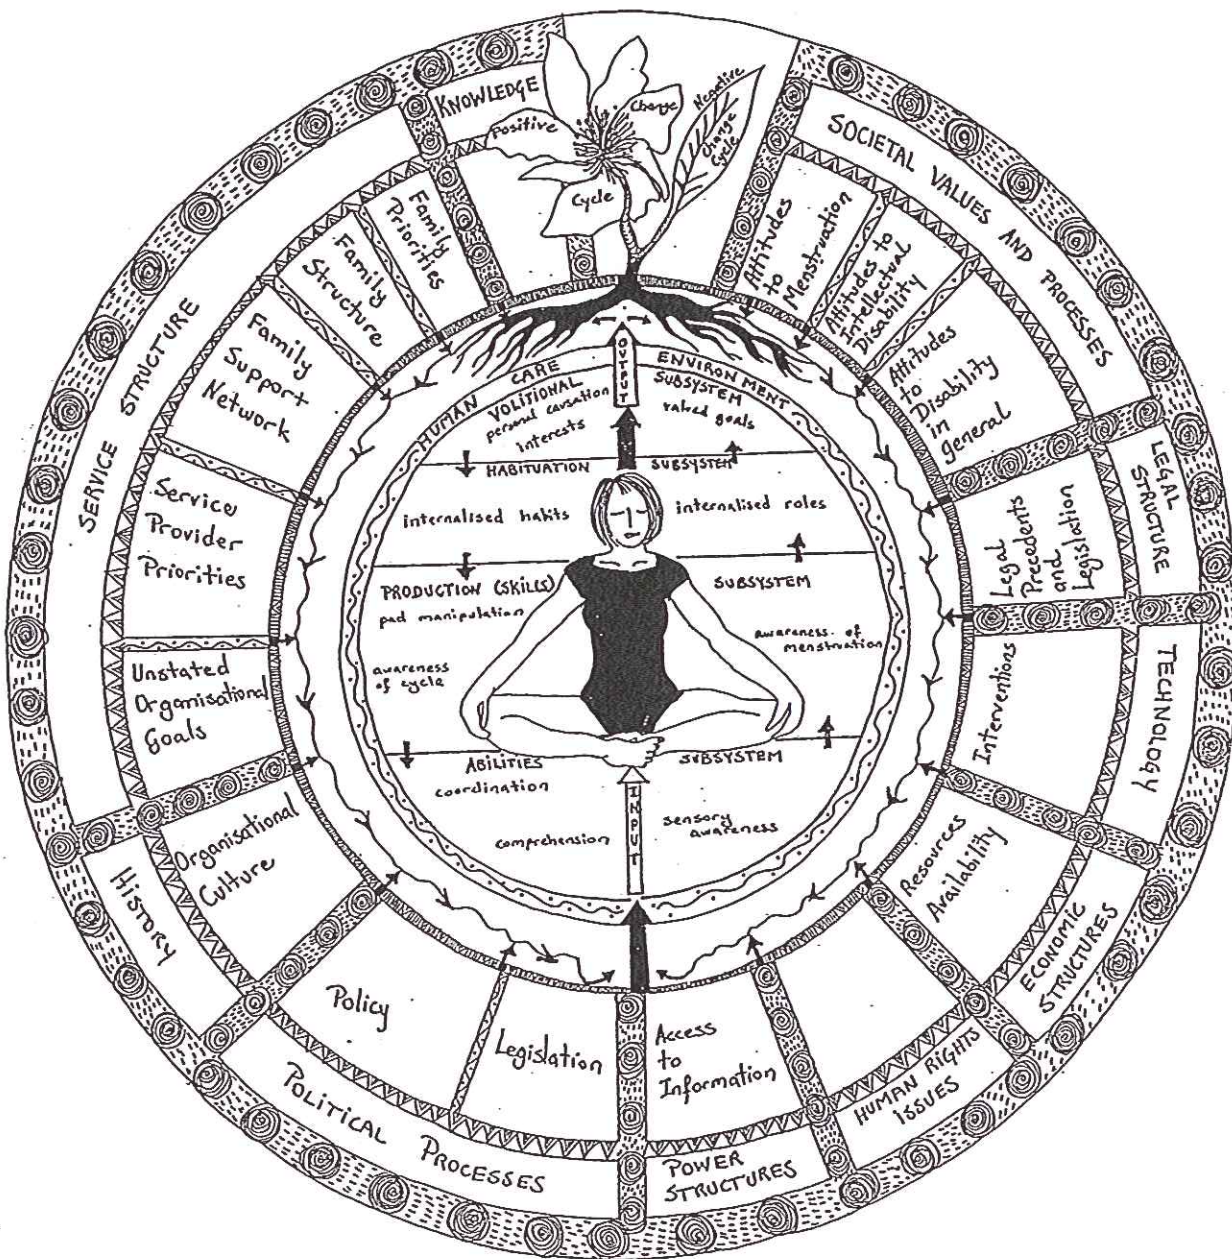 KNOWLEDGE
Positive
Change
Cycle
Negative
Change
Cycle
SOCIETAL VALUES AND PROCESSES
Attitudes
to
Menstruation
Attitudes to
Intellectual
Disability
Attitudes
to
Disability
in
general
LEGAL
STRUCTURE
Legal
Precedents
and
Legislation
TECHNOLOGY
Interventions
ECONOMIC
STRUCTURES
Resources
Availability
HUMAN RIGHTS
ISSUES
POWER
STRUCTURES
Access
to
Information
POLITICAL PROCESSES
Legislation
Policy
HISTORY
Organisational
Culture
SERVICE STRUCTURE
Unstated
Organisational
Goals
Service
Provider
Priorities
Family
Support
Network
Family
Structure
Family
Priorities
HUMAN CARE ENVIRONMENT
OUTPUT
VOLITIONAL SUBSYSTEM
personal causation
interests
valued goals
HABITUATION SUBSYSTEM
internalised habits internalised roles
PRODUCTION (SKILLS) SUBSYSTEM
pad manipulation
awareness of
menstruation
awareness
of cycle
ABILITIES SUBSYSTEM
coordination
comprehension
sensory
awareness
INPUT